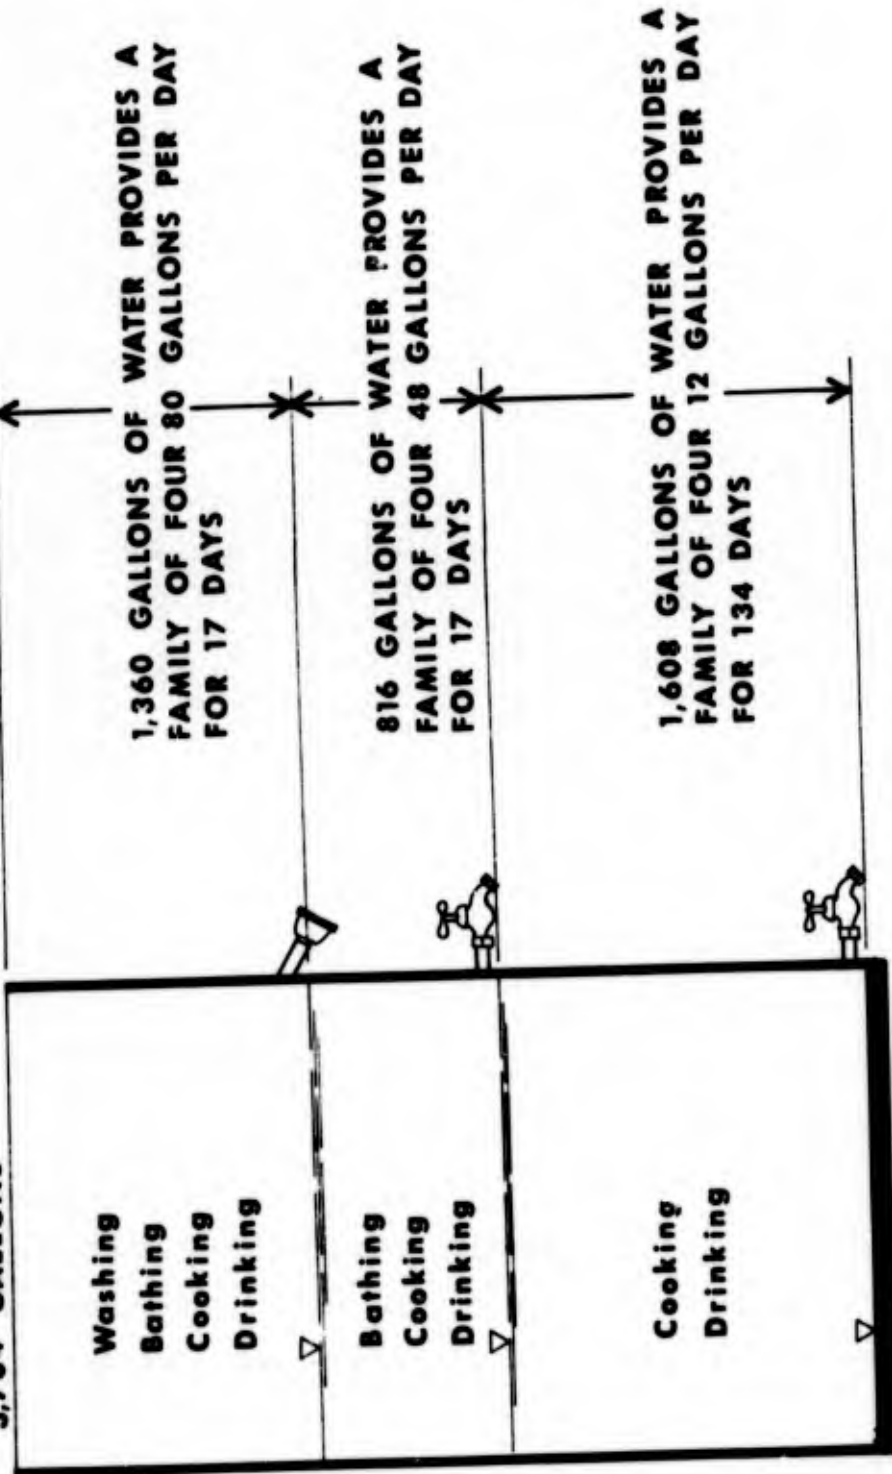 Washing
Bathing
Cooking
Drinking
1,360 GALLONS OF WATER PROVIDES A
FAMILY OF FOUR 80 GALLONS PER DAY
FOR 17 DAYS
Bathing
Cooking
Drinking
816 GALLONS OF WATER PROVIDES A
FAMILY OF FOUR 48 GALLONS PER DAY
FOR 17 DAYS
Cooking
Drinking
1,608 GALLONS OF WATER PROVIDES A
FAMILY OF FOUR 12 GALLONS PER DAY
FOR 134 DAYS